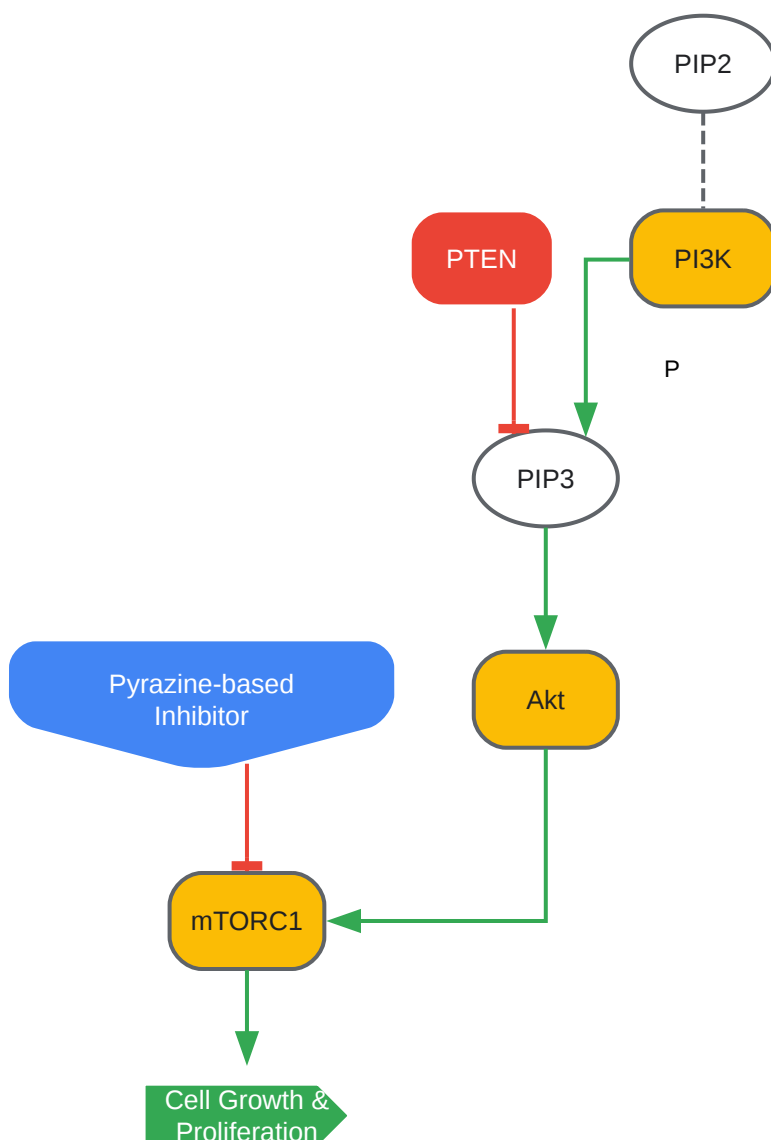 PIP2
PTEN
PI3K
P
PIP3
Pyrazine-based
Inhibitor
Akt
mTORC1
Cell Growth &
Proliferation